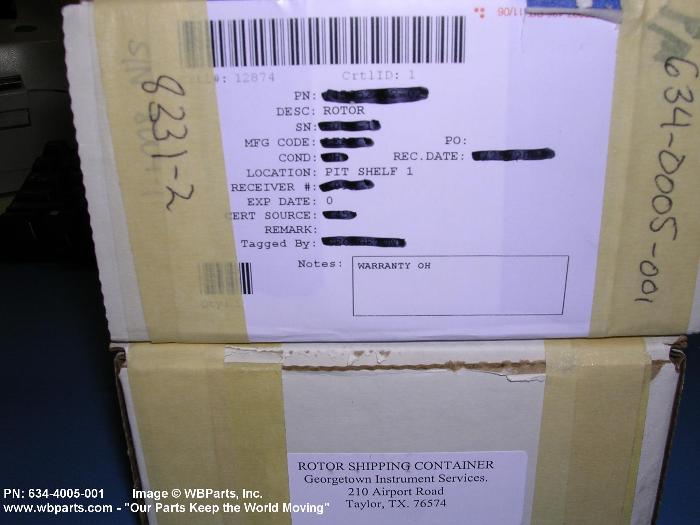 12874 CrtlID: 1
PN:
DESC: ROTOR
SN:
MFG CODE: PO:
COND: REC.DATE:
LOCATION: PIT SHELF 1
RECEIVER #:
EXP DATE: 0
CERT SOURCE:
REMARK:
Tagged By:
Notes: WARRANTY OH
Qty:
S/N
8231-2
P/N
634-0005-001
ROTOR SHIPPING CONTAINER
Georgetown Instrument Services.
210 Airport Road
Taylor, TX. 76574
PN: 634-4005-001 Image © WBParts, Inc.
www.wbparts.com - "Our Parts Keep the World Moving"